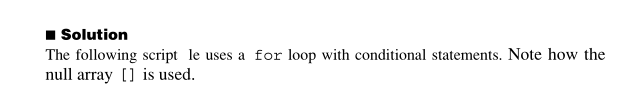 ■ Solution
The following script le uses a for loop with conditional statements. Note how the
null array [] is used.